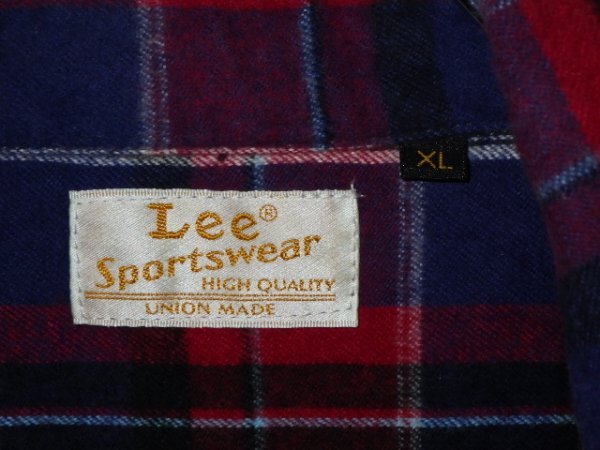 XL
Lee®
Sportswear
HIGH QUALITY
UNION MADE